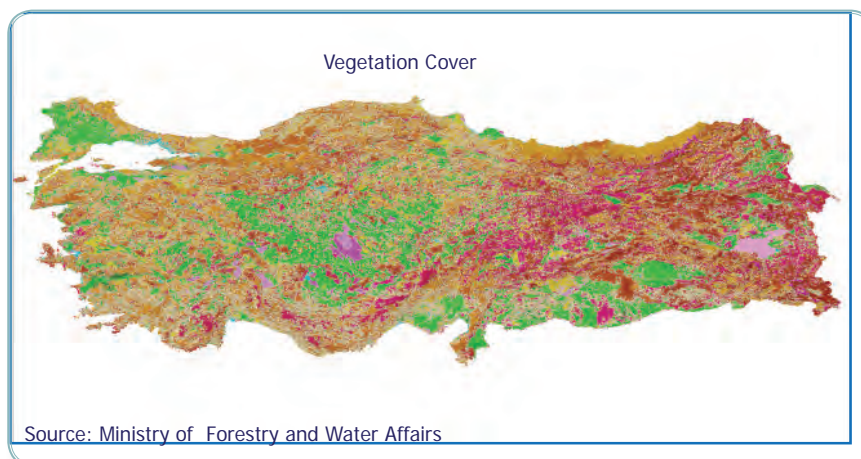 Vegetation Cover
Source: Ministry of Forestry and Water Affairs